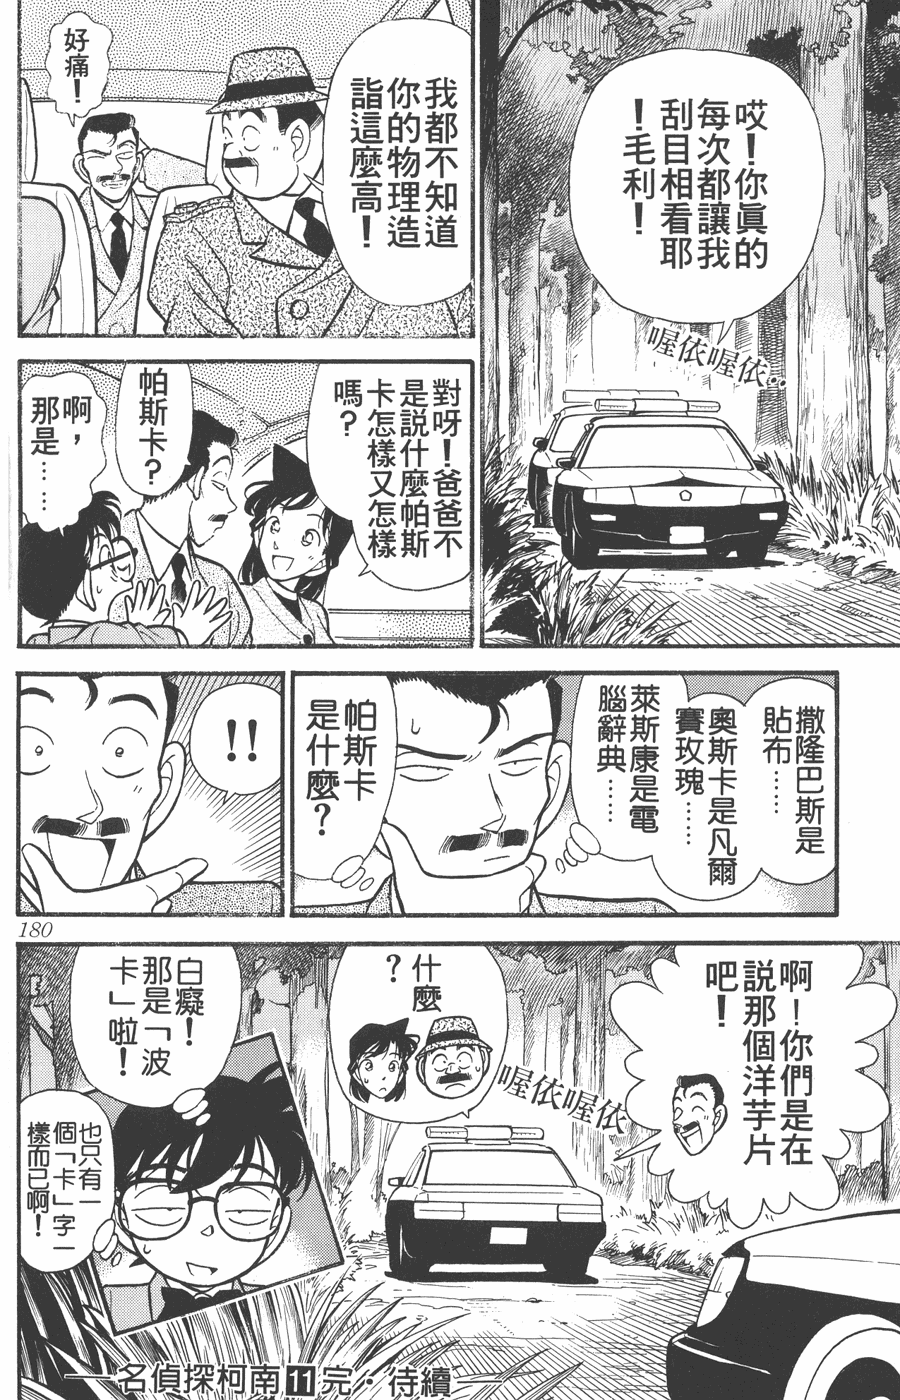 哎！你真的
每次都讓我
刮目相看耶
！毛利！
喔依喔依..
我都不知道
你的物理造
詣這麼高！
好痛！
對呀！爸爸不
是說什麼帕斯
卡怎樣又怎樣
嗎？
帕斯卡？
啊，
那是……
撒隆巴斯是
貼布……
奧斯卡是凡爾
賽玫瑰……
萊斯康是電
腦辭典……
帕斯卡
是什麼？
！！
180
啊！你們是在
說那個洋芋片
吧！
喔依喔依
什麼
？
白癡！
那是「波
卡」啦！
也只有一
個「卡」字一
樣而已啊！
—名偵探柯南11完·待續—